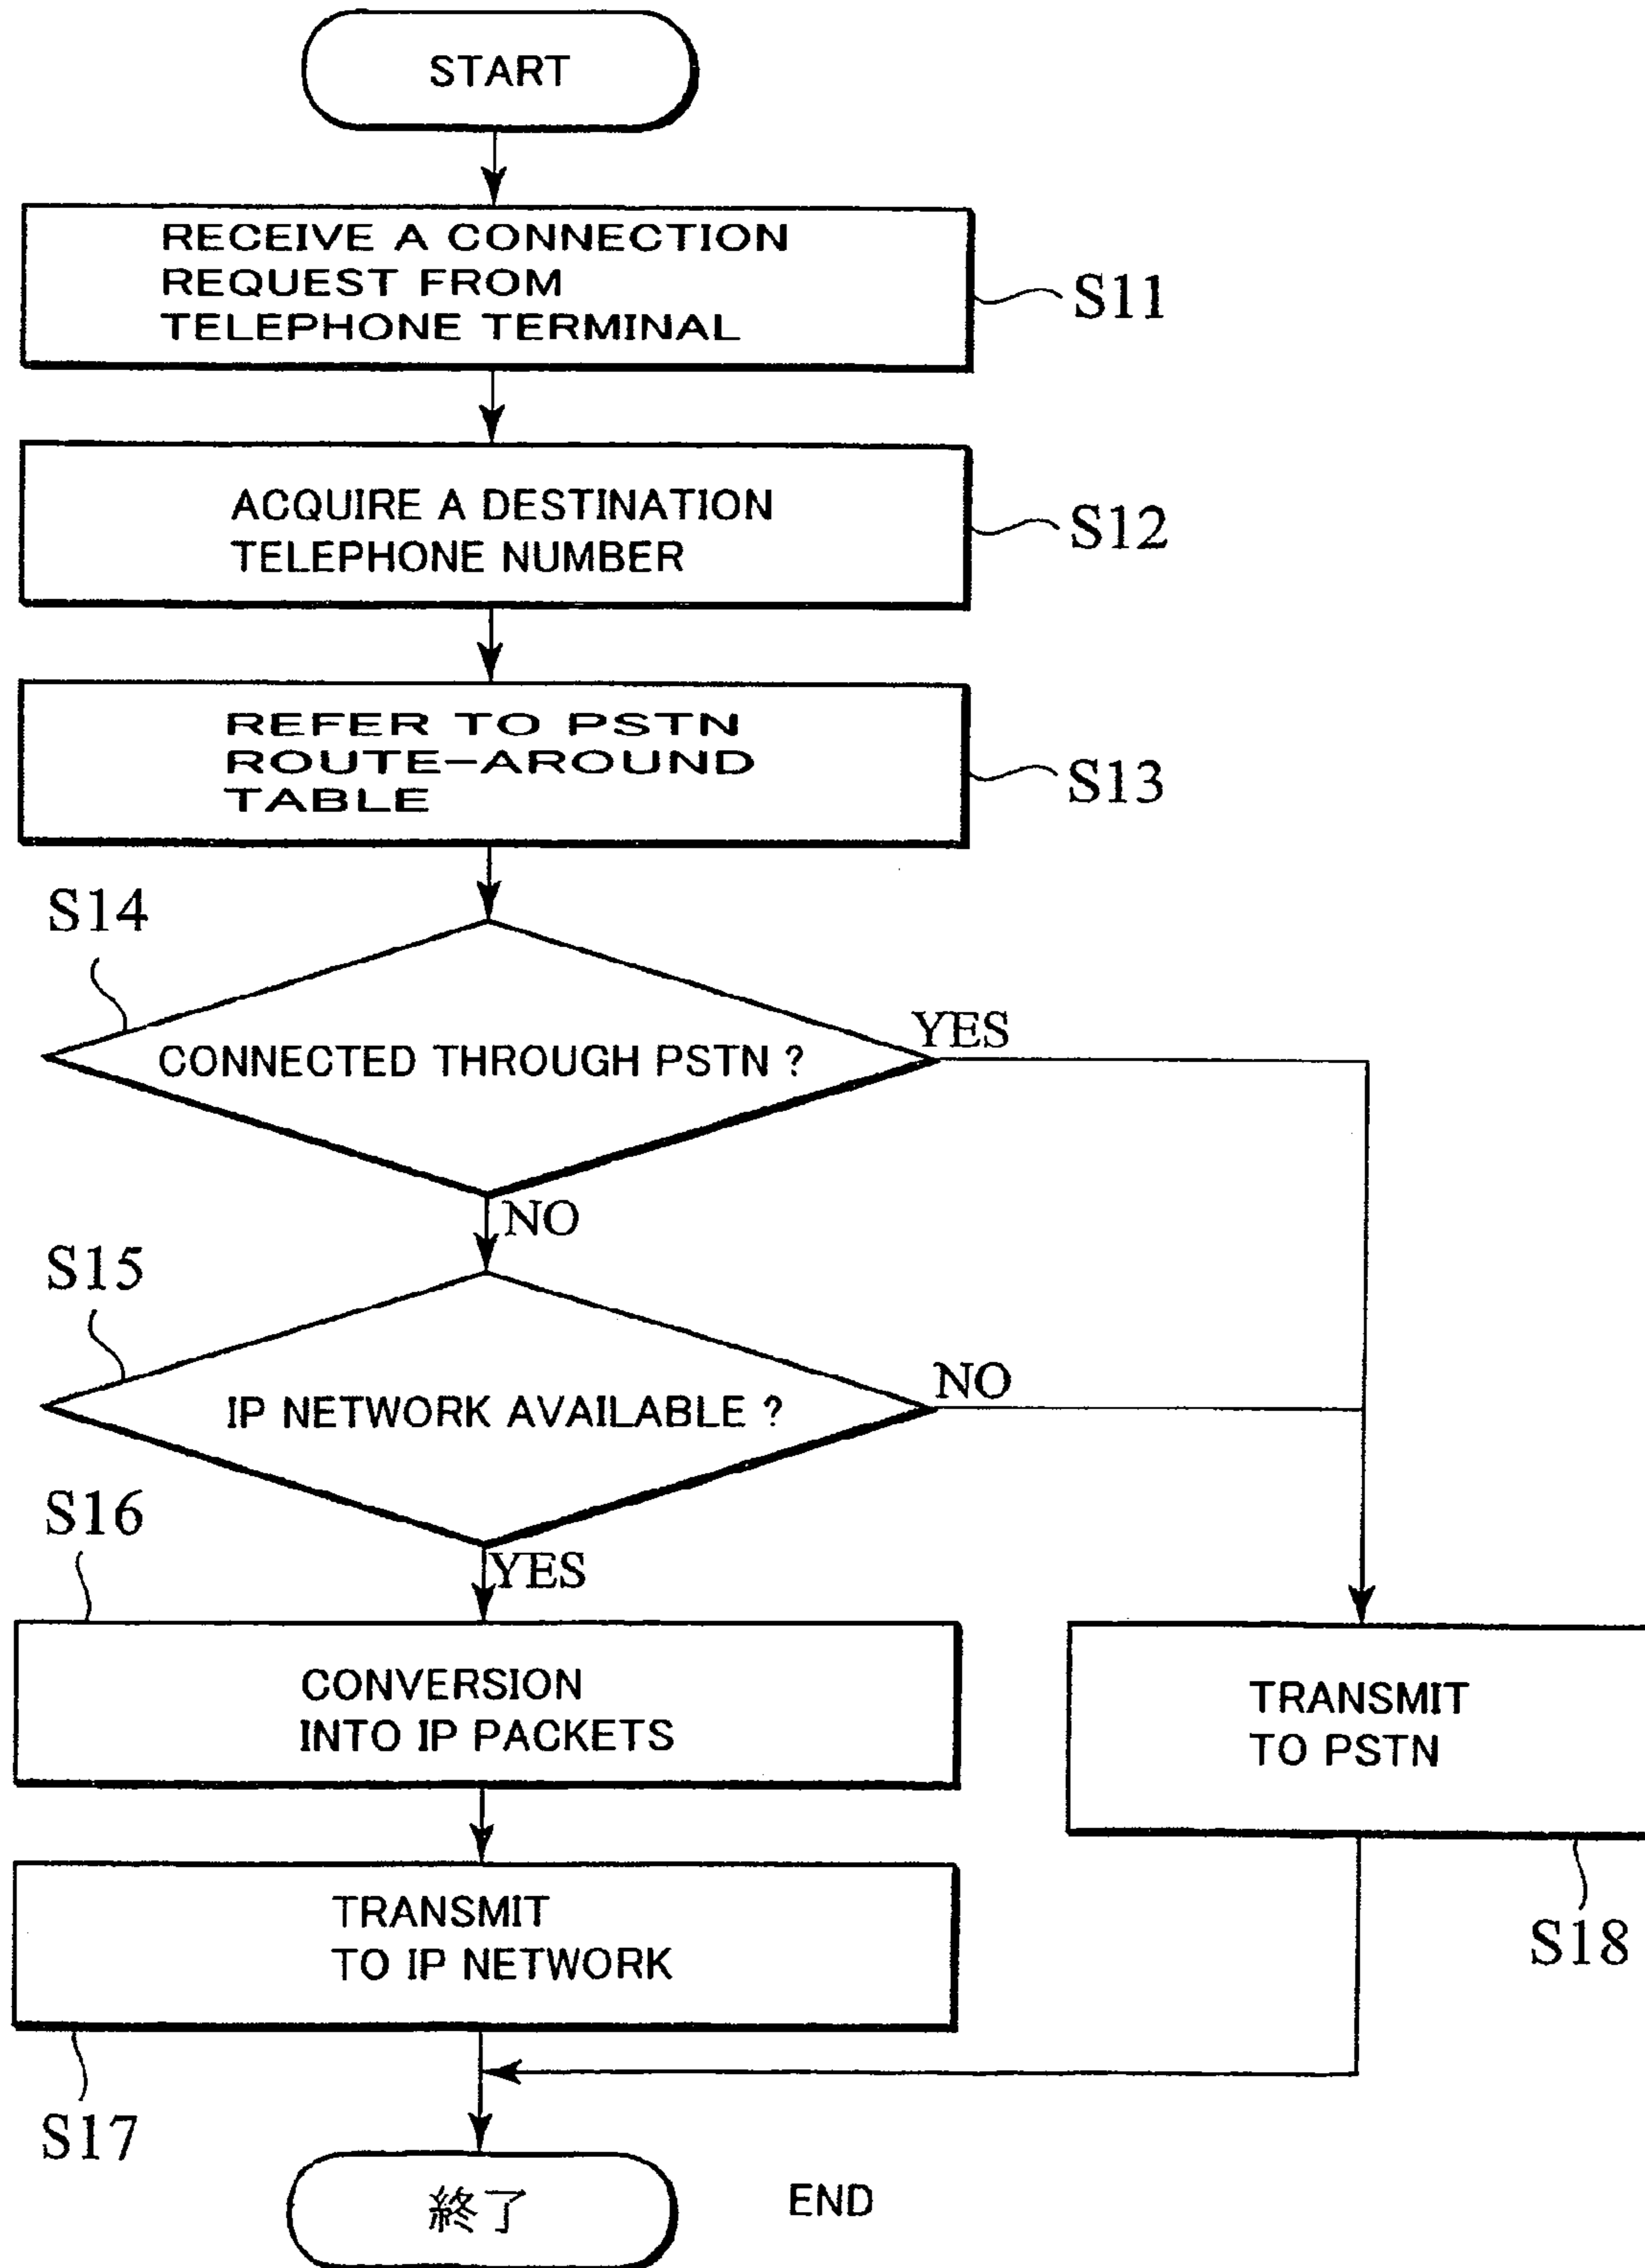 START
RECEIVE A CONNECTION
REQUEST FROM
TELEPHONE TERMINAL
S11
ACQUIRE A DESTINATION
TELEPHONE NUMBER
S12
REFER TO PSTN
ROUTE-AROUND
TABLE
S13
S14
CONNECTED THROUGH PSTN ?
YES
NO
S15
IP NETWORK AVAILABLE ?
NO
YES
S16
CONVERSION
INTO IP PACKETS
TRANSMIT
TO PSTN
S18
TRANSMIT
TO IP NETWORK
S17
終了
END